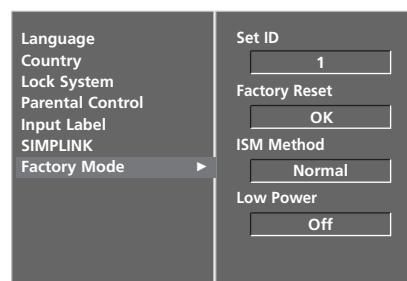 Language
Country
Lock System
Parental Control
Input Label
SIMPLINK
Factory Mode ►
Set ID
1
Factory Reset
OK
ISM Method
Normal
Low Power
Off